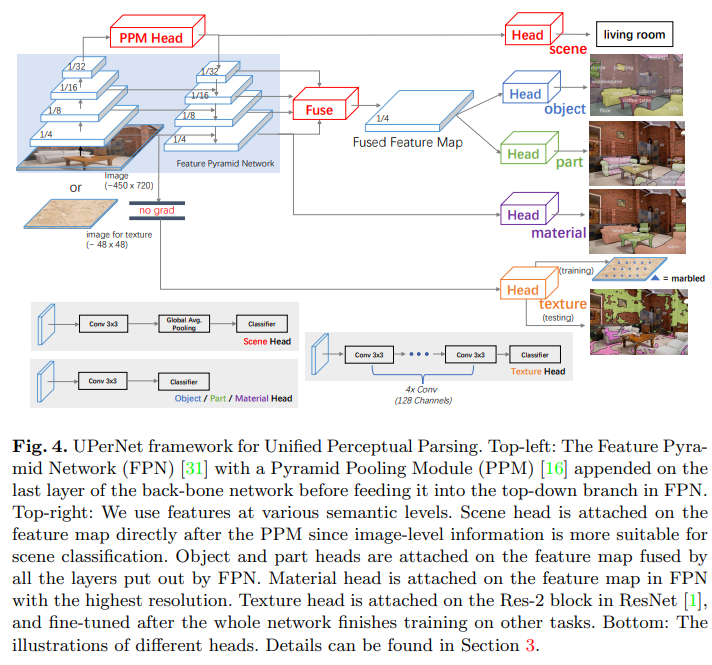 PPM Head
Head
scene
living room
1/32
1/16
1/8
1/4
1/32
1/16
1/8
1/4
Fuse
1/4
Fused Feature Map
Feature Pyramid Network
Head
object
Head
part
Image
(~450 x 720)
or
no grad
image for texture
(~ 48 x 48)
Head
material
Head
texture
(training)
= marbled
(testing)
Conv 3x3
Global Avg.
Pooling
Classifier
Scene Head
Conv 3x3
Classifier
Object / Part / Material Head
Conv 3x3
Conv 3x3
Classifier
Texture Head
4x Conv
(128 Channels)
Fig. 4. UPerNet framework for Unified Perceptual Parsing. Top-left: The Feature Pyra-
mid Network (FPN) [31] with a Pyramid Pooling Module (PPM) [16] appended on the
last layer of the back-bone network before feeding it into the top-down branch in FPN.
Top-right: We use features at various semantic levels. Scene head is attached on the
feature map directly after the PPM since image-level information is more suitable for
scene classification. Object and part heads are attached on the feature map fused by
all the layers put out by FPN. Material head is attached on the feature map in FPN
with the highest resolution. Texture head is attached on the Res-2 block in ResNet [1],
and fine-tuned after the whole network finishes training on other tasks. Bottom: The
illustrations of different heads. Details can be found in Section 3.